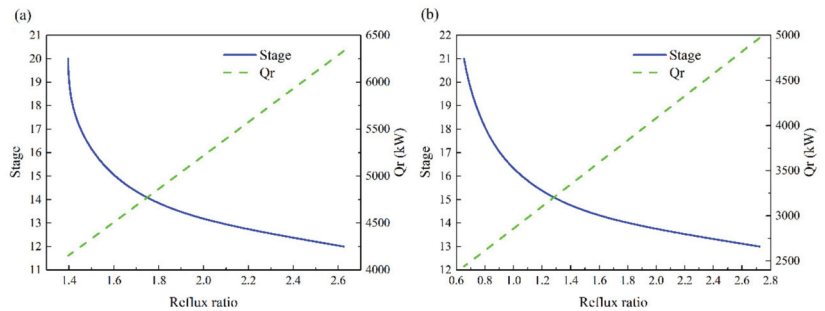 (a)
Stage
Qr
21
20
19
18
17
16
15
14
13
12
11
Stage
6500
6000
5500
5000
4500
4000
Qr (kW)
1.4 1.6 1.8 2.0 2.2 2.4 2.6
Reflux ratio
(b)
Stage
Qr
22
21
20
19
18
17
16
15
14
13
12
Stage
5000
4500
4000
3500
3000
2500
Qr (kW)
0.6 0.8 1.0 1.2 1.4 1.6 1.8 2.0 2.2 2.4 2.6 2.8
Reflux ratio